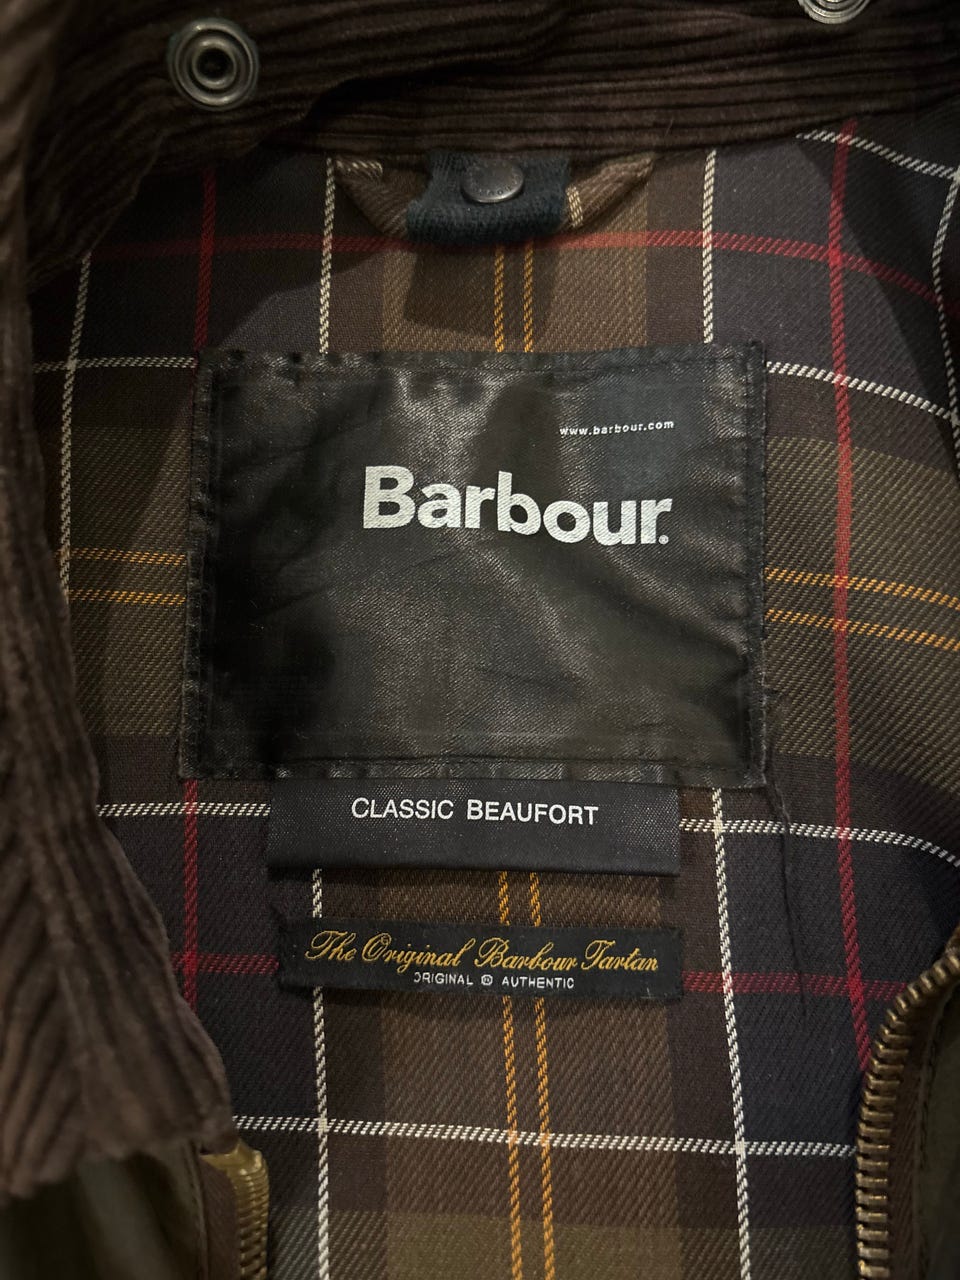 www.barbour.com
Barbour.
CLASSIC BEAUFORT
The Original Barbour Tartan
ORIGINAL AUTHENTIC